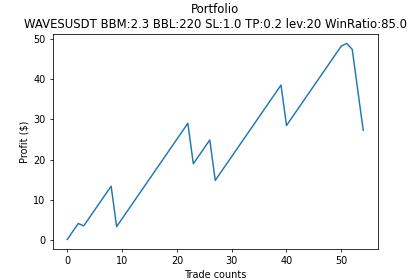 Portfolio
WAVESUSDT BBM:2.3 BBL:220 SL:1.0 TP:0.2 lev:20 WinRatio:85.0
50
40
30
20
10
0
Profit ($)
0 10 20 30 40 50
Trade counts